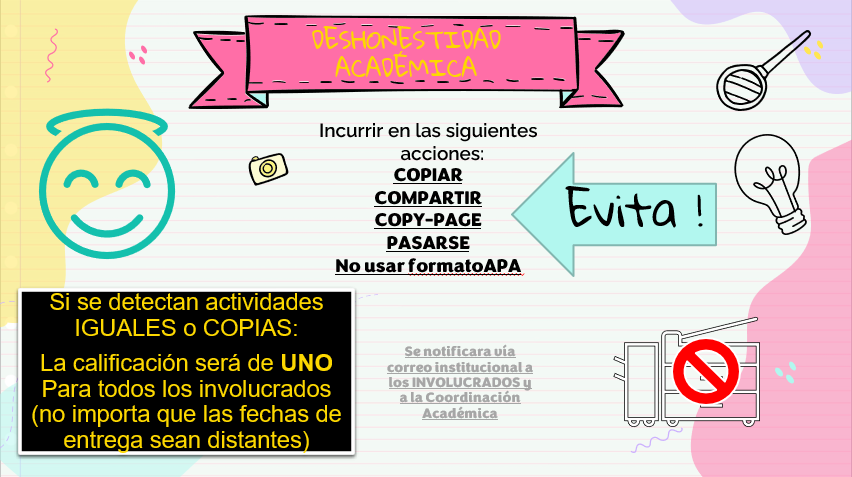 DESHONESTIDAD
ACADÉMICA
Incurrir en las siguientes
acciones:
COPIAR
COMPARTIR
COPY-PAGE
PASARSE
No usar formatoAPA
Evita !
Si se detectan actividades
IGUALES o COPIAS:
La calificación será de UNO
Para todos los involucrados
(no importa que las fechas de
entrega sean distantes)
Se notificara vía
correo institucional a
los INVOLUCRADOS y
a la Coordinación
Académica